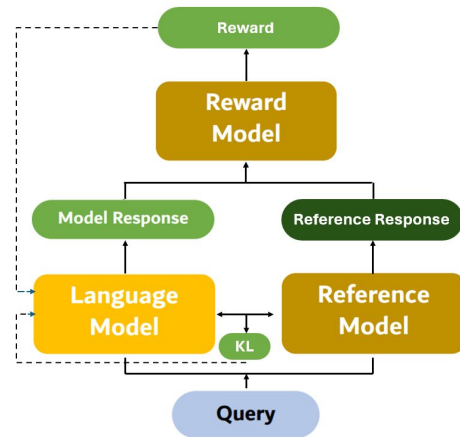 Reward
Reward
Model
Model Response
Reference Response
Language
Model
Reference
Model
KL
Query